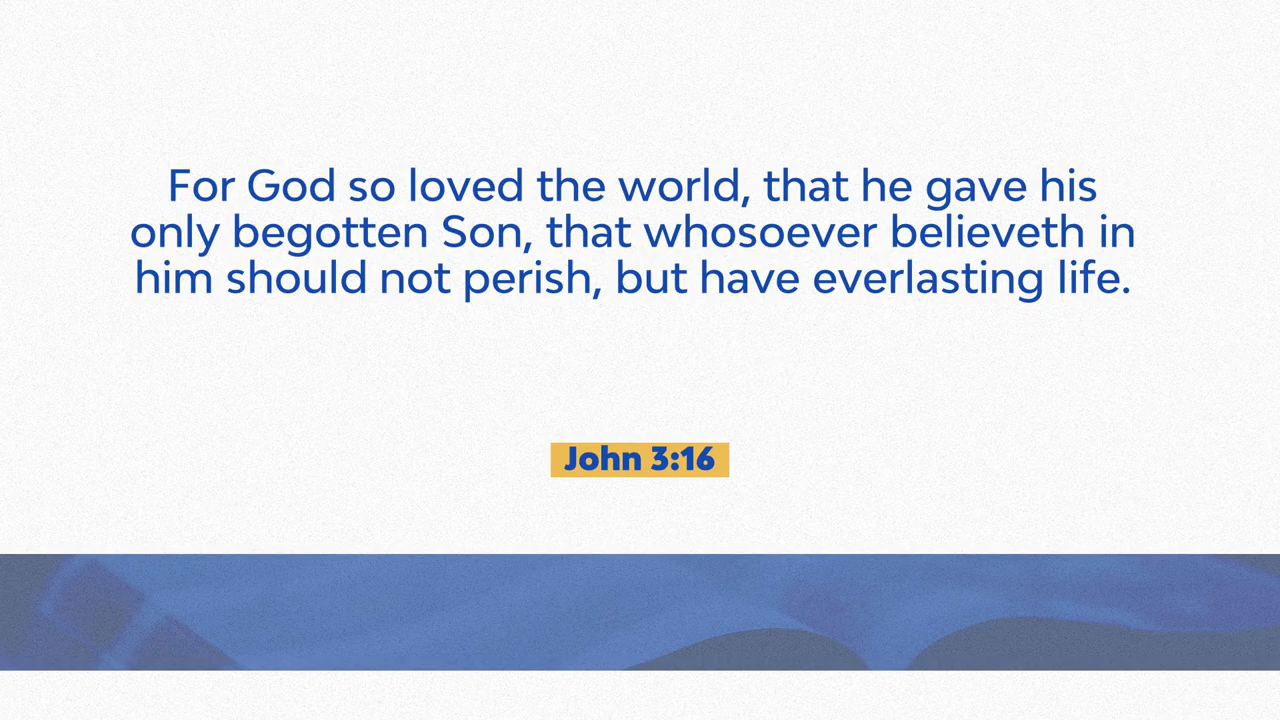 For God so loved the world, that he gave his
only begotten Son, that whosoever believeth in
him should not perish, but have everlasting life.
John 3:16